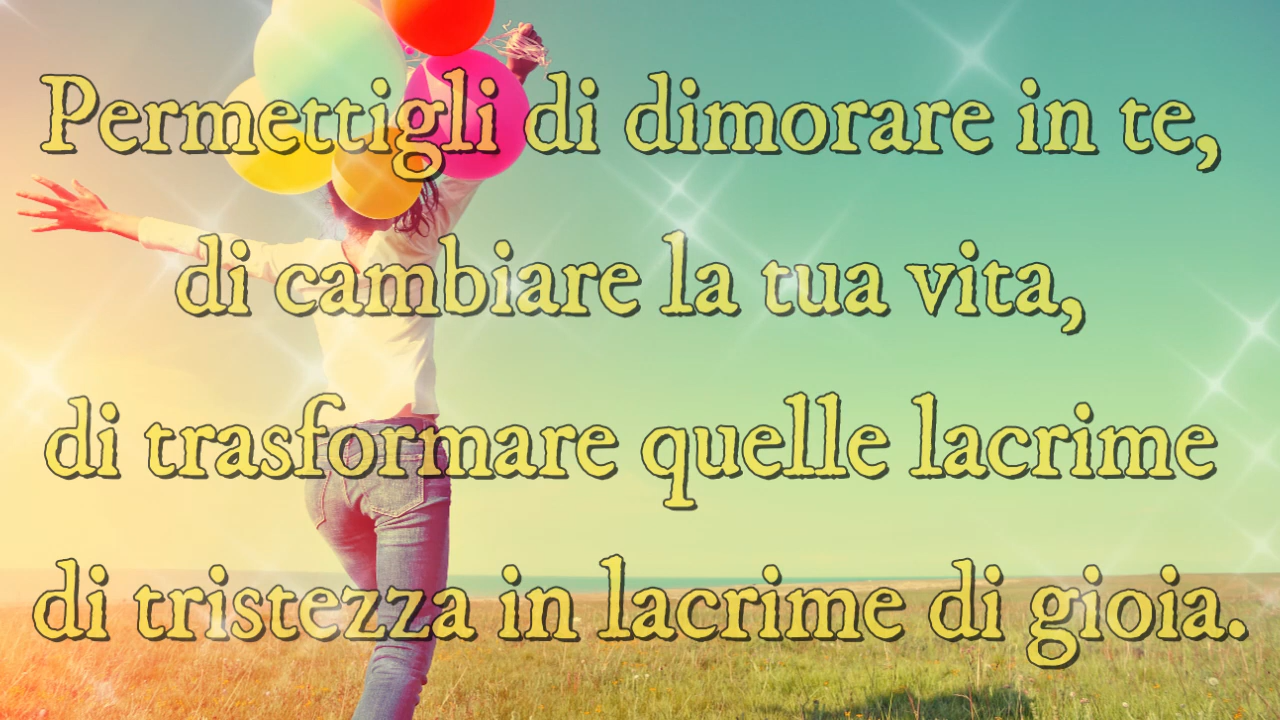 Permettigli di dimorare in te,
di cambiare la tua vita,
di trasformare quelle lacrime
di tristezza in lacrime di gioia.